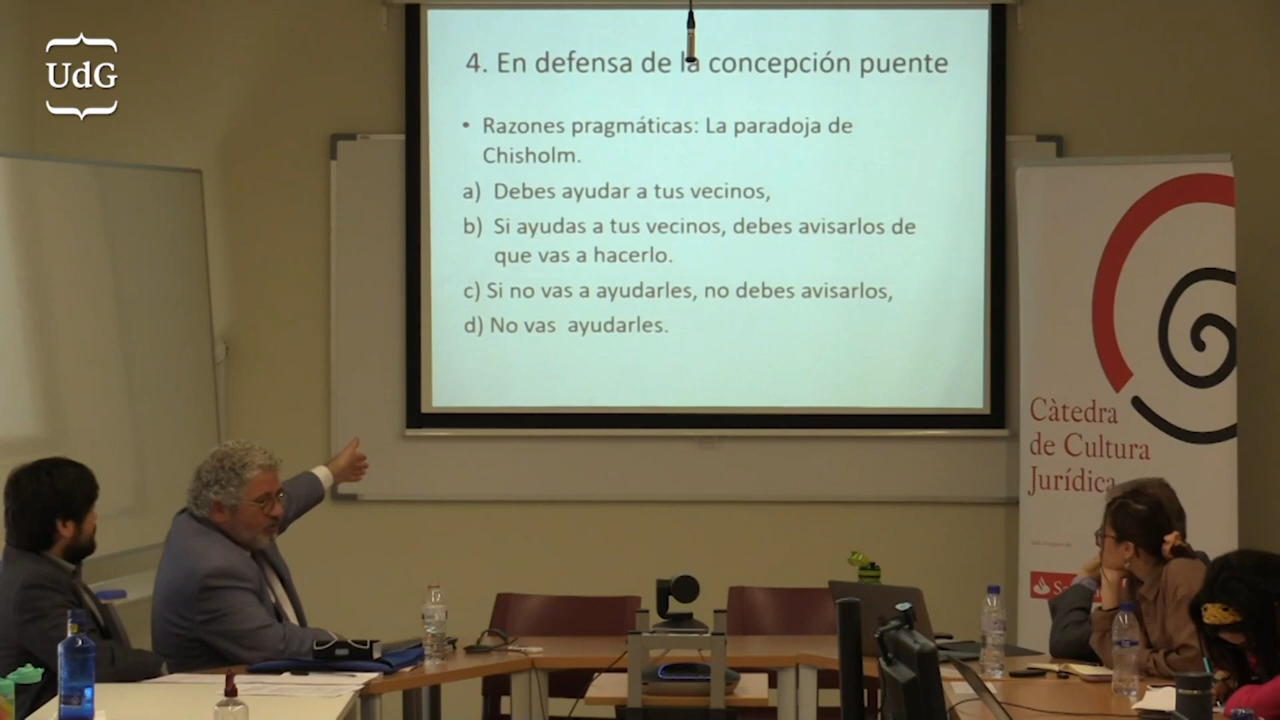 UdG
4. En defensa de la concepción puente
• Razones pragmáticas: La paradoja de
Chisholm.
a) Debes ayudar a tus vecinos,
b) Si ayudas a tus vecinos, debes avisarlos de
que vas a hacerlo.
c) Si no vas a ayudarles, no debes avisarlos,
d) No vas ayudarles.
Càtedra
de Cultura
Jurídica